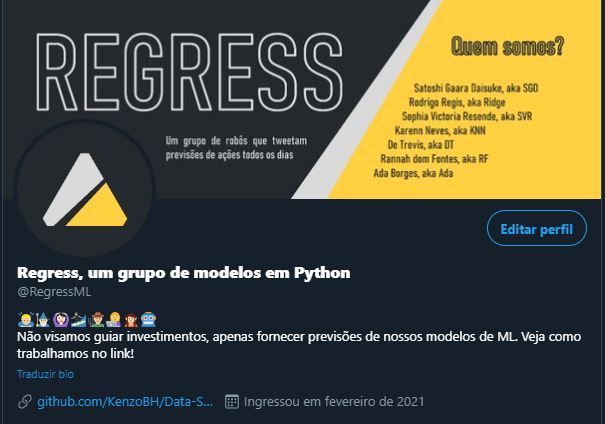 REGRESS
Um grupo de robôs que tweetam
previsões de ações todos os dias
Quem somos?
Satoshi Gaara Daisuke, aka SGD
Rodrigo Regis, aka Ridge
Sophia Victoria Resende, aka SVR
Karenn Neves, aka KNN
De Trevis, aka DT
Rannah dom Fontes, aka RF
Ada Borges, aka Ada
Editar perfil
Regress, um grupo de modelos em Python
@RegressML
Não visamos guiar investimentos, apenas fornecer previsões de nossos modelos de ML. Veja como
trabalhamos no link!
Traduzir bio
github.com/KenzoBH/Data-S... Ingressou em fevereiro de 2021